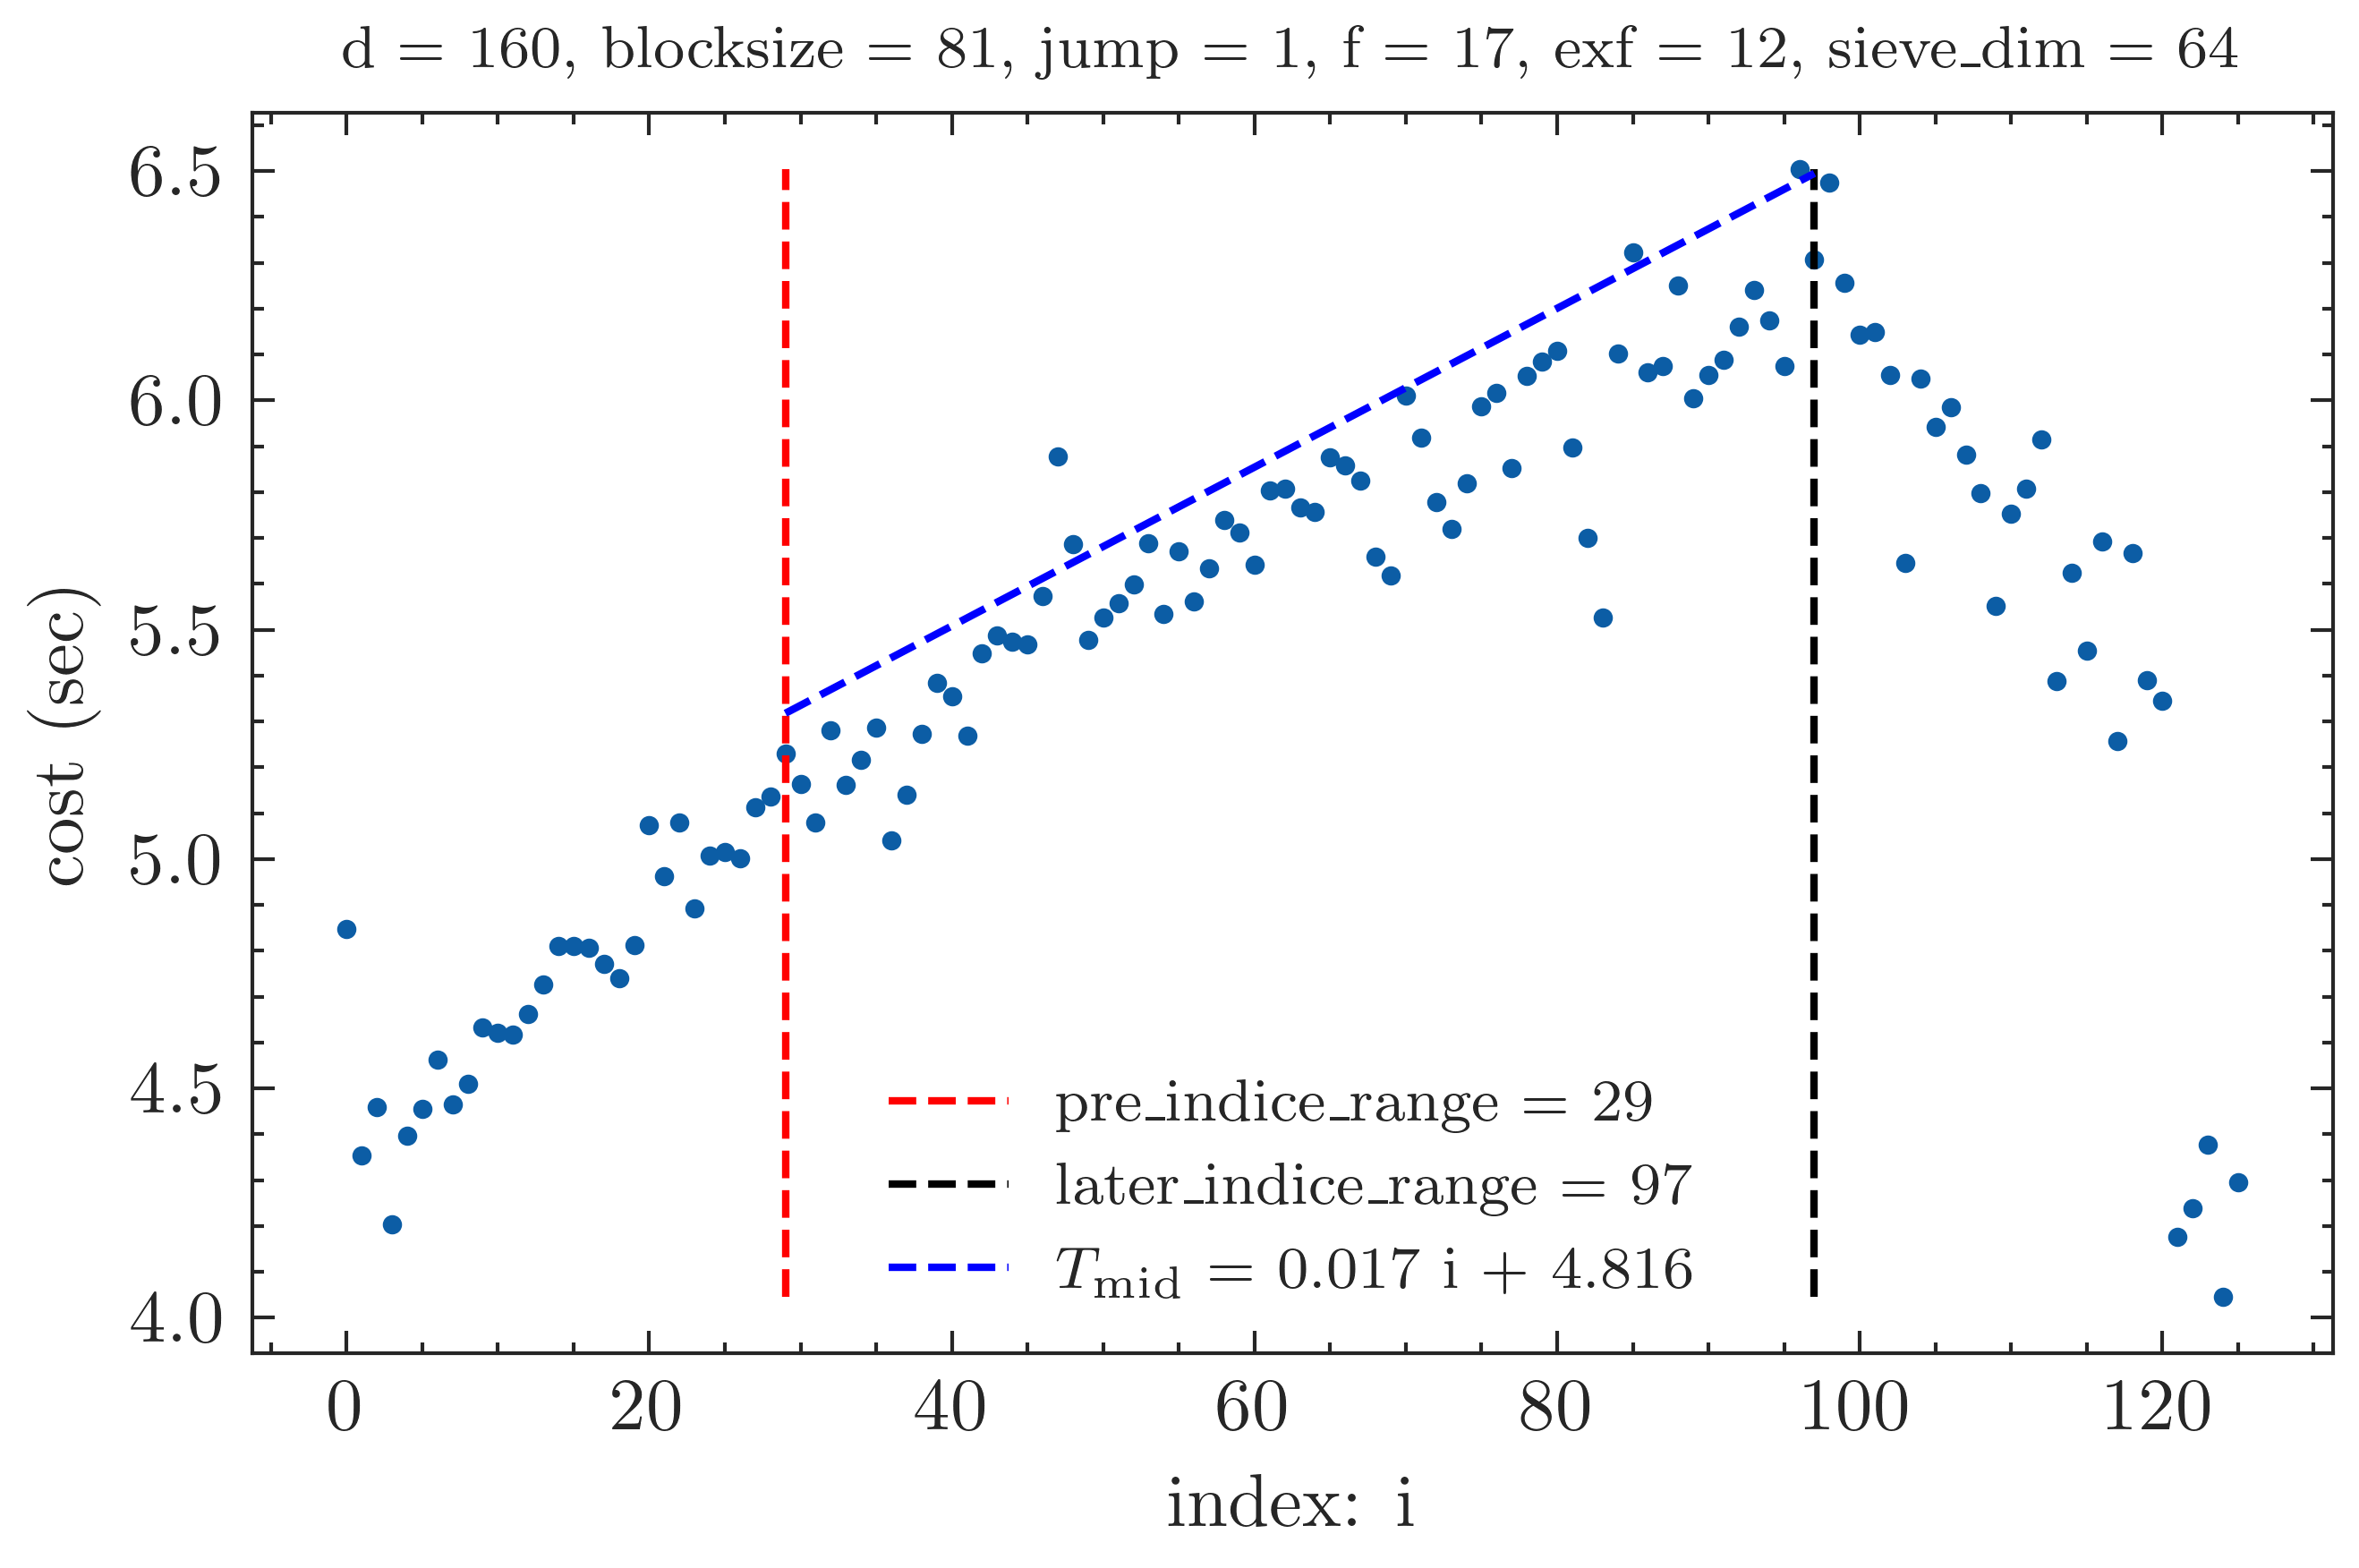 d = 160, blocksize = 81, jump = 1, f = 17, exf = 12, sieve_dim = 64
6.5
6.0
5.5
5.0
4.5
4.0
cost (sec)
pre_indice_range = 29
later_indice_range = 97
T_mid = 0.017 i + 4.816
0 20 40 60 80 100 120
index: i